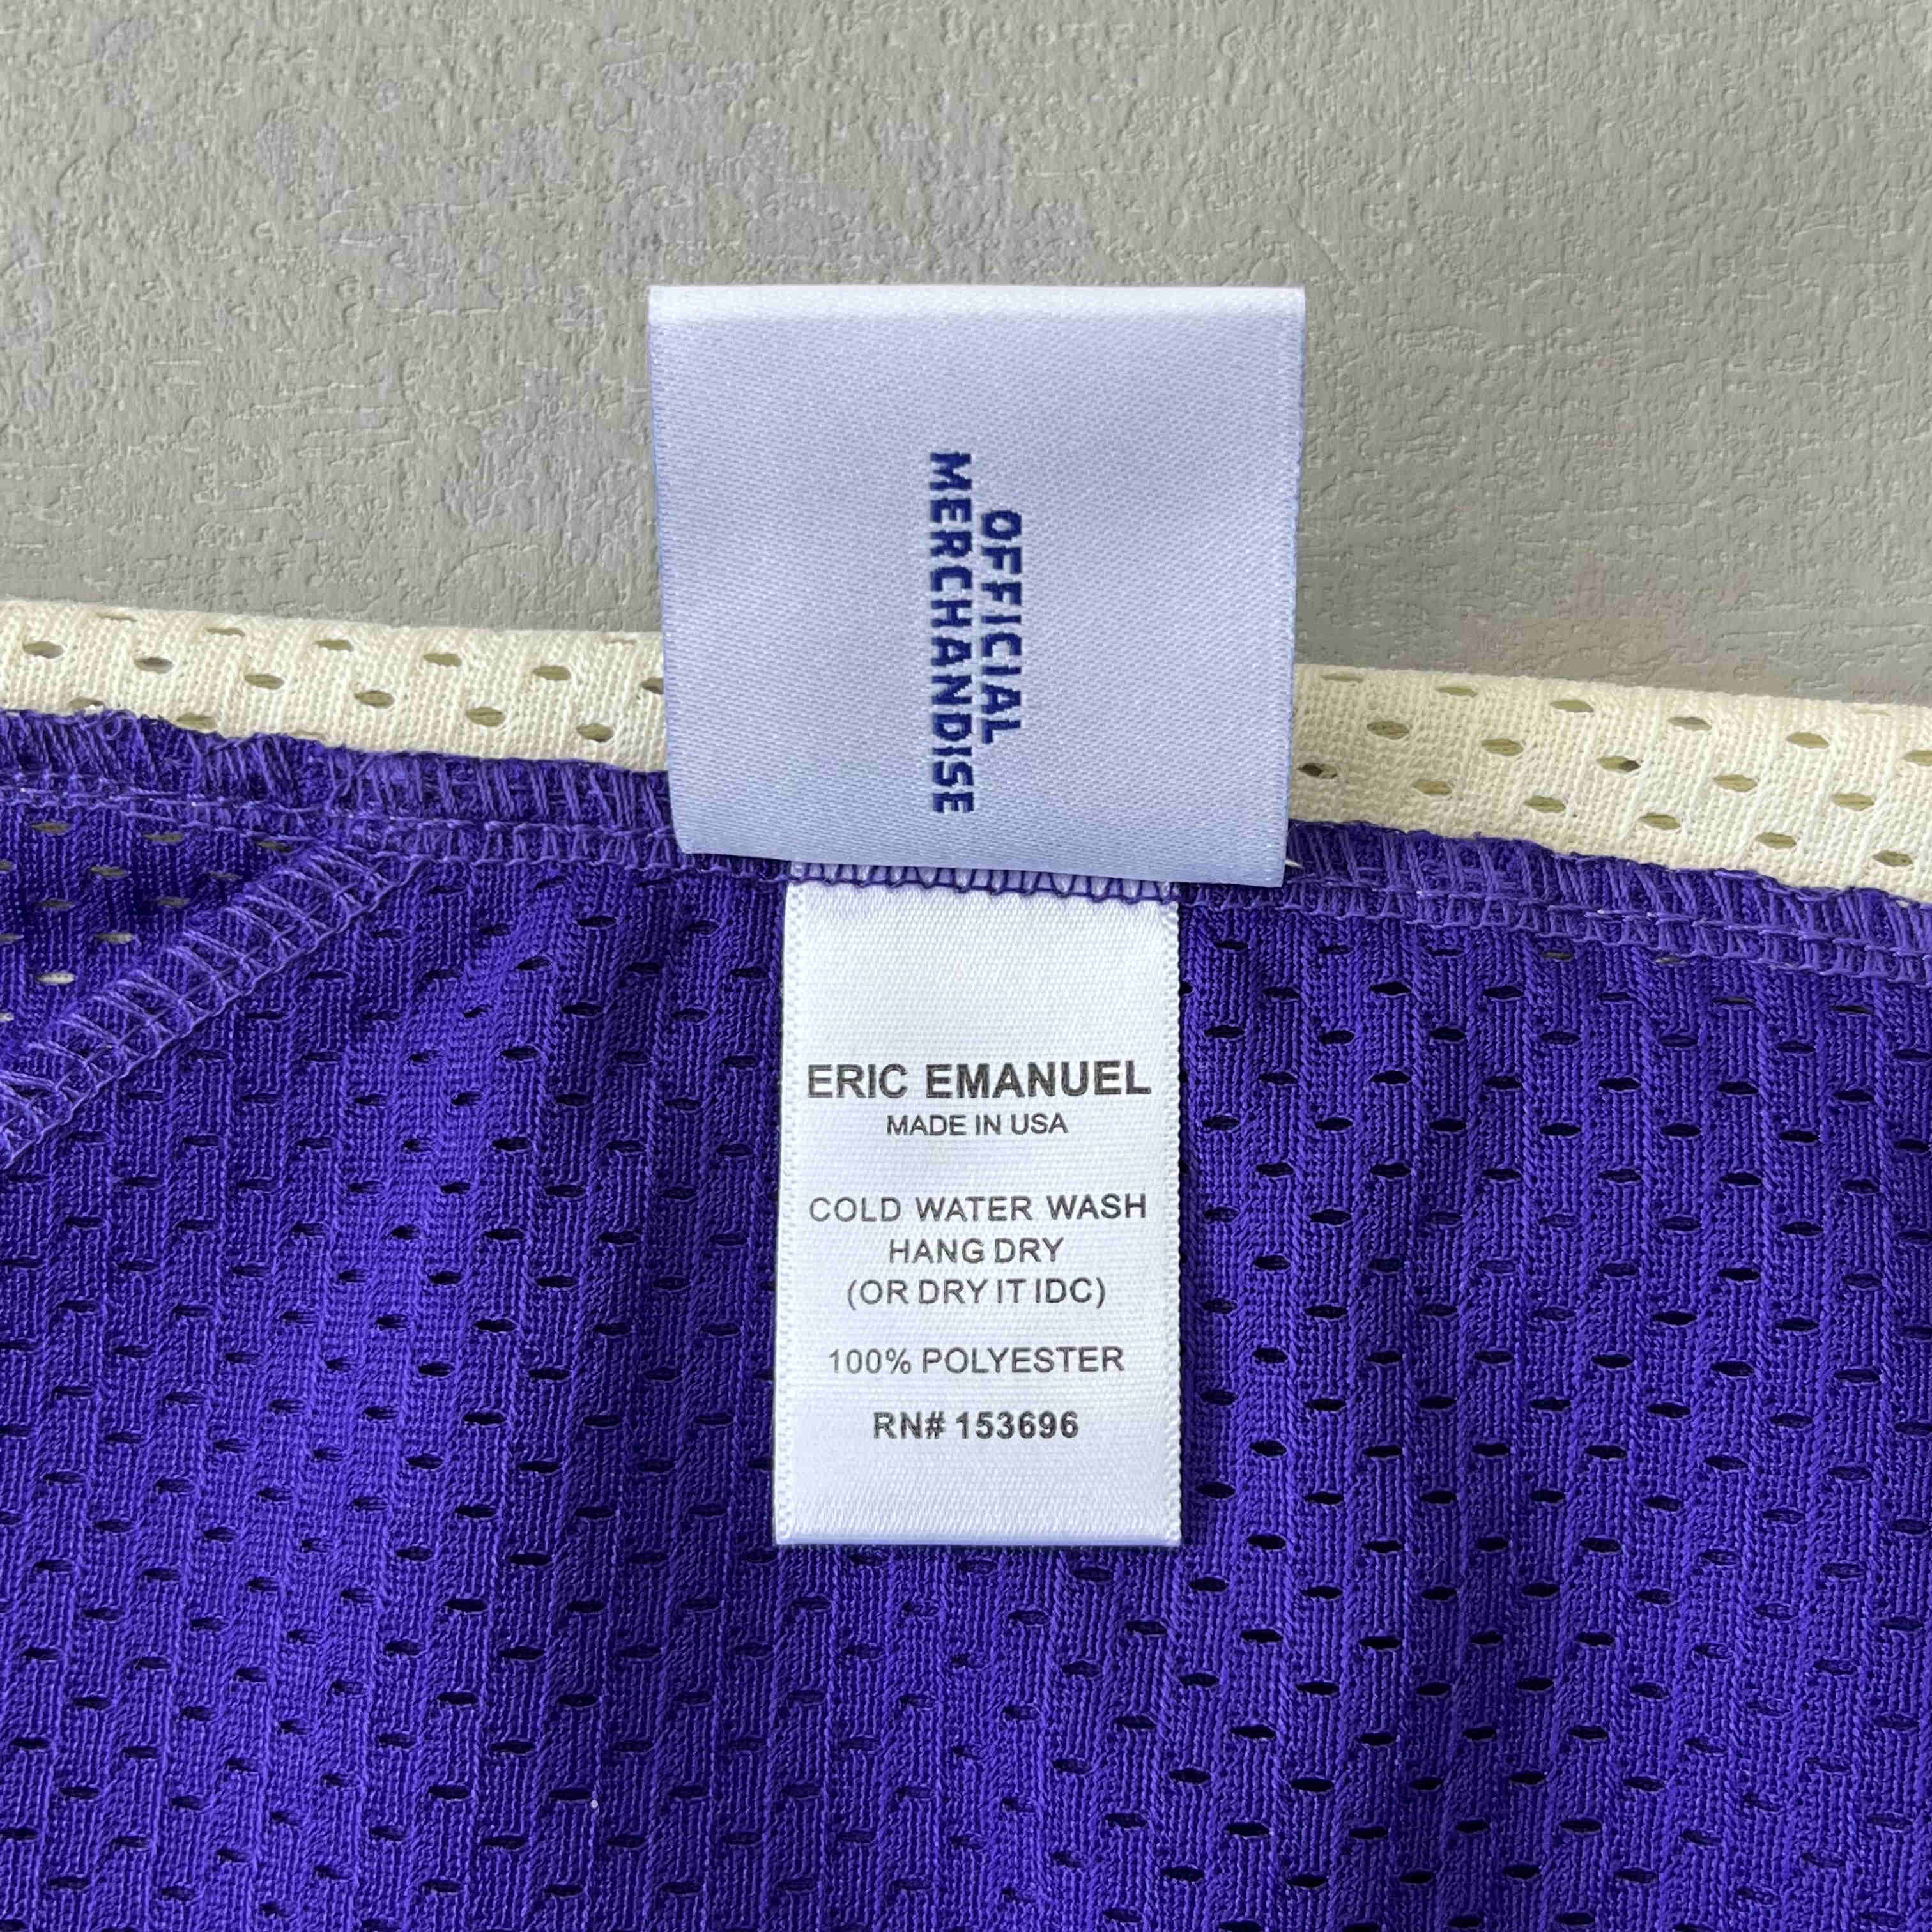 OFFICIAL
MERCHANDISE
ERIC EMANUEL
MADE IN USA
COLD WATER WASH
HANG DRY
(OR DRY IT IDC)
100% POLYESTER
RN# 153696